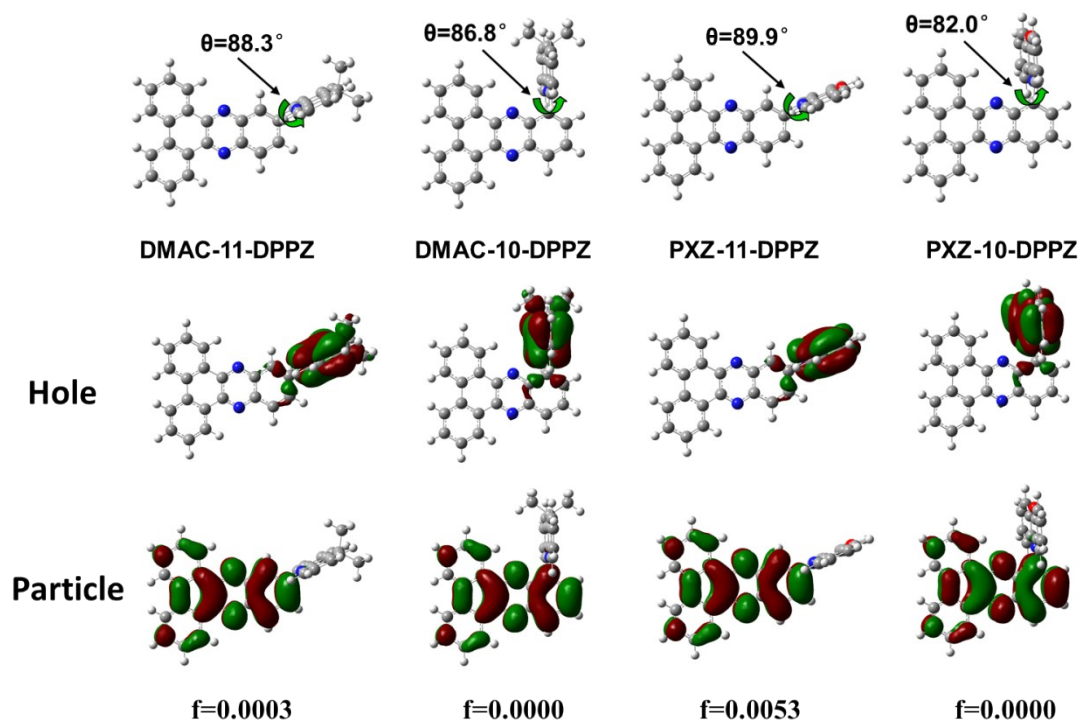 θ=88.3°
θ=86.8°
θ=89.9°
θ=82.0°
DMAC-11-DPPZ
DMAC-10-DPPZ
PXZ-11-DPPZ
PXZ-10-DPPZ
Hole
Particle
f=0.0003
f=0.0000
f=0.0053
f=0.0000